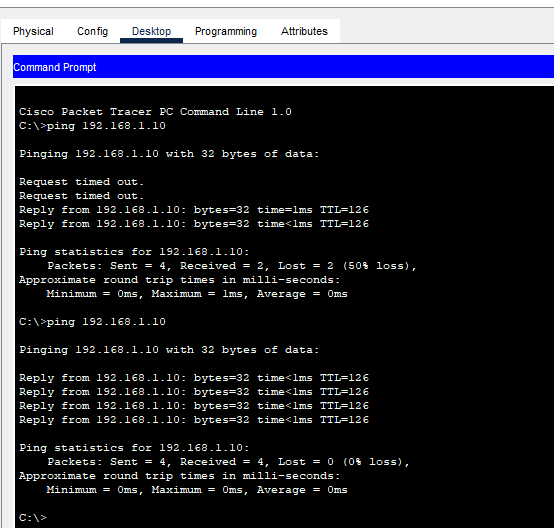 Physical Config Desktop Programming Attributes
Command Prompt
Cisco Packet Tracer PC Command Line 1.0
C:\>ping 192.168.1.10
Pinging 192.168.1.10 with 32 bytes of data:
Request timed out.
Request timed out.
Reply from 192.168.1.10: bytes=32 time=1ms TTL=126
Reply from 192.168.1.10: bytes=32 time<1ms TTL=126
Ping statistics for 192.168.1.10:
Packets: Sent = 4, Received = 2, Lost = 2 (50% loss),
Approximate round trip times in milli-seconds:
Minimum = 0ms, Maximum = 1ms, Average = 0ms
C:\>ping 192.168.1.10
Pinging 192.168.1.10 with 32 bytes of data:
Reply from 192.168.1.10: bytes=32 time<1ms TTL=126
Reply from 192.168.1.10: bytes=32 time<1ms TTL=126
Reply from 192.168.1.10: bytes=32 time<1ms TTL=126
Reply from 192.168.1.10: bytes=32 time<1ms TTL=126
Ping statistics for 192.168.1.10:
Packets: Sent = 4, Received = 4, Lost = 0 (0% loss),
Approximate round trip times in milli-seconds:
Minimum = 0ms, Maximum = 0ms, Average = 0ms
C:\>